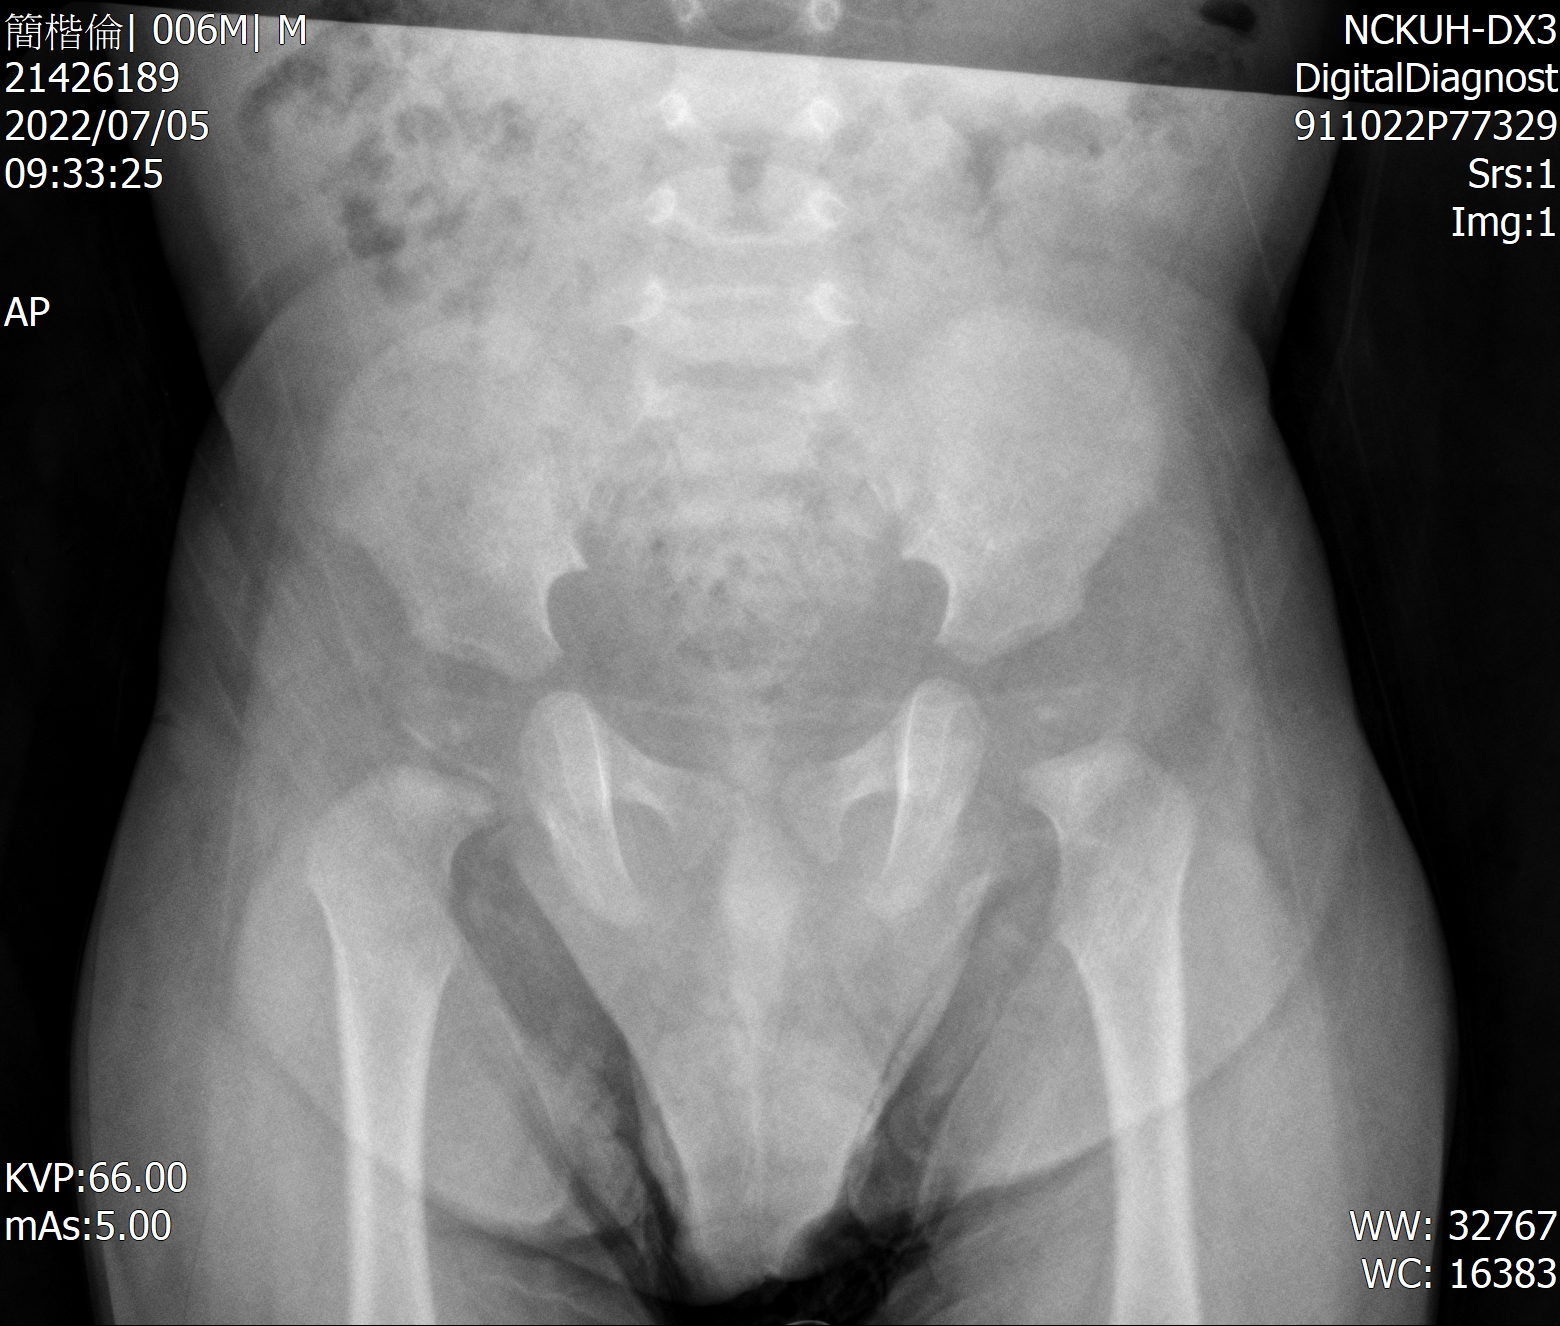 簡楷倫| 006M| M
21426189
2022/07/05
09:33:25
AP
NCKUH-DX3
DigitalDiagnost
911022P77329
Srs:1
Img:1
KVP:66.00
mAs:5.00
WW: 32767
WC: 16383